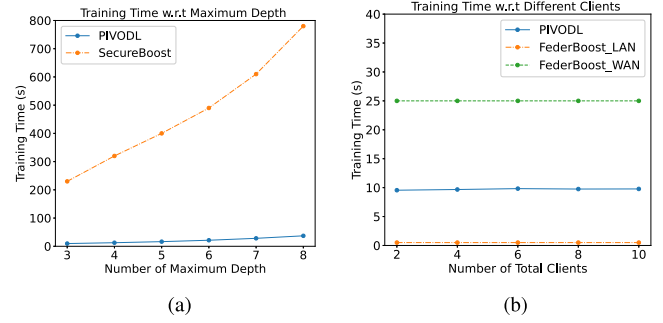 Training Time w.r.t Maximum Depth
800
700
600
500
400
300
200
100
0
Training Time (s)
PIVODL
SecureBoost
3 4 5 6 7 8
Number of Maximum Depth
(a)
Training Time w.r.t Different Clients
40
35
30
25
20
15
10
5
0
Training Time (s)
PIVODL
FederBoost_LAN
FederBoost_WAN
2 4 6 8 10
Number of Total Clients
(b)